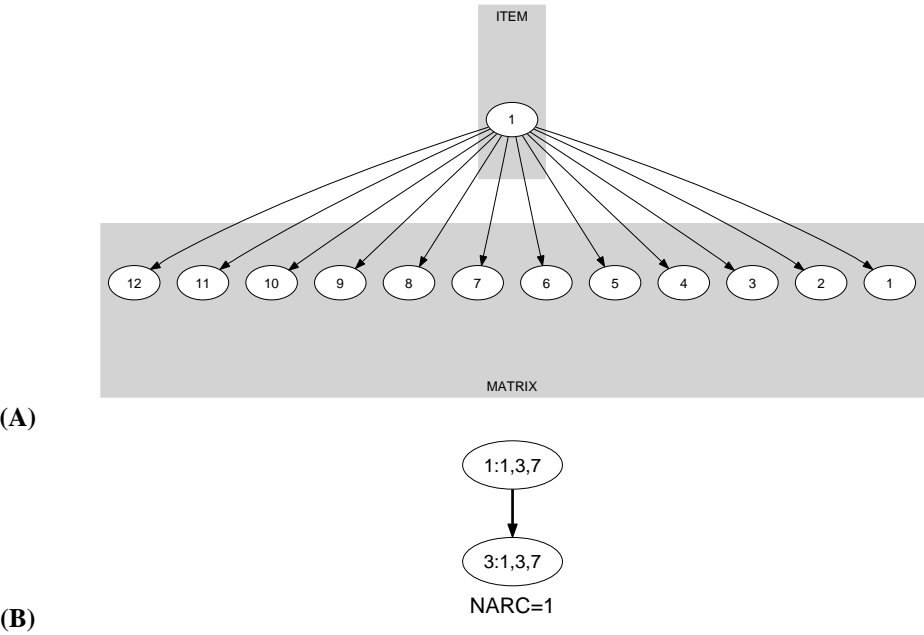 ITEM
1
12 11 10 9 8 7 6 5 4 3 2 1
MATRIX
(A)
1:1,3,7
3:1,3,7
NARC=1
(B)